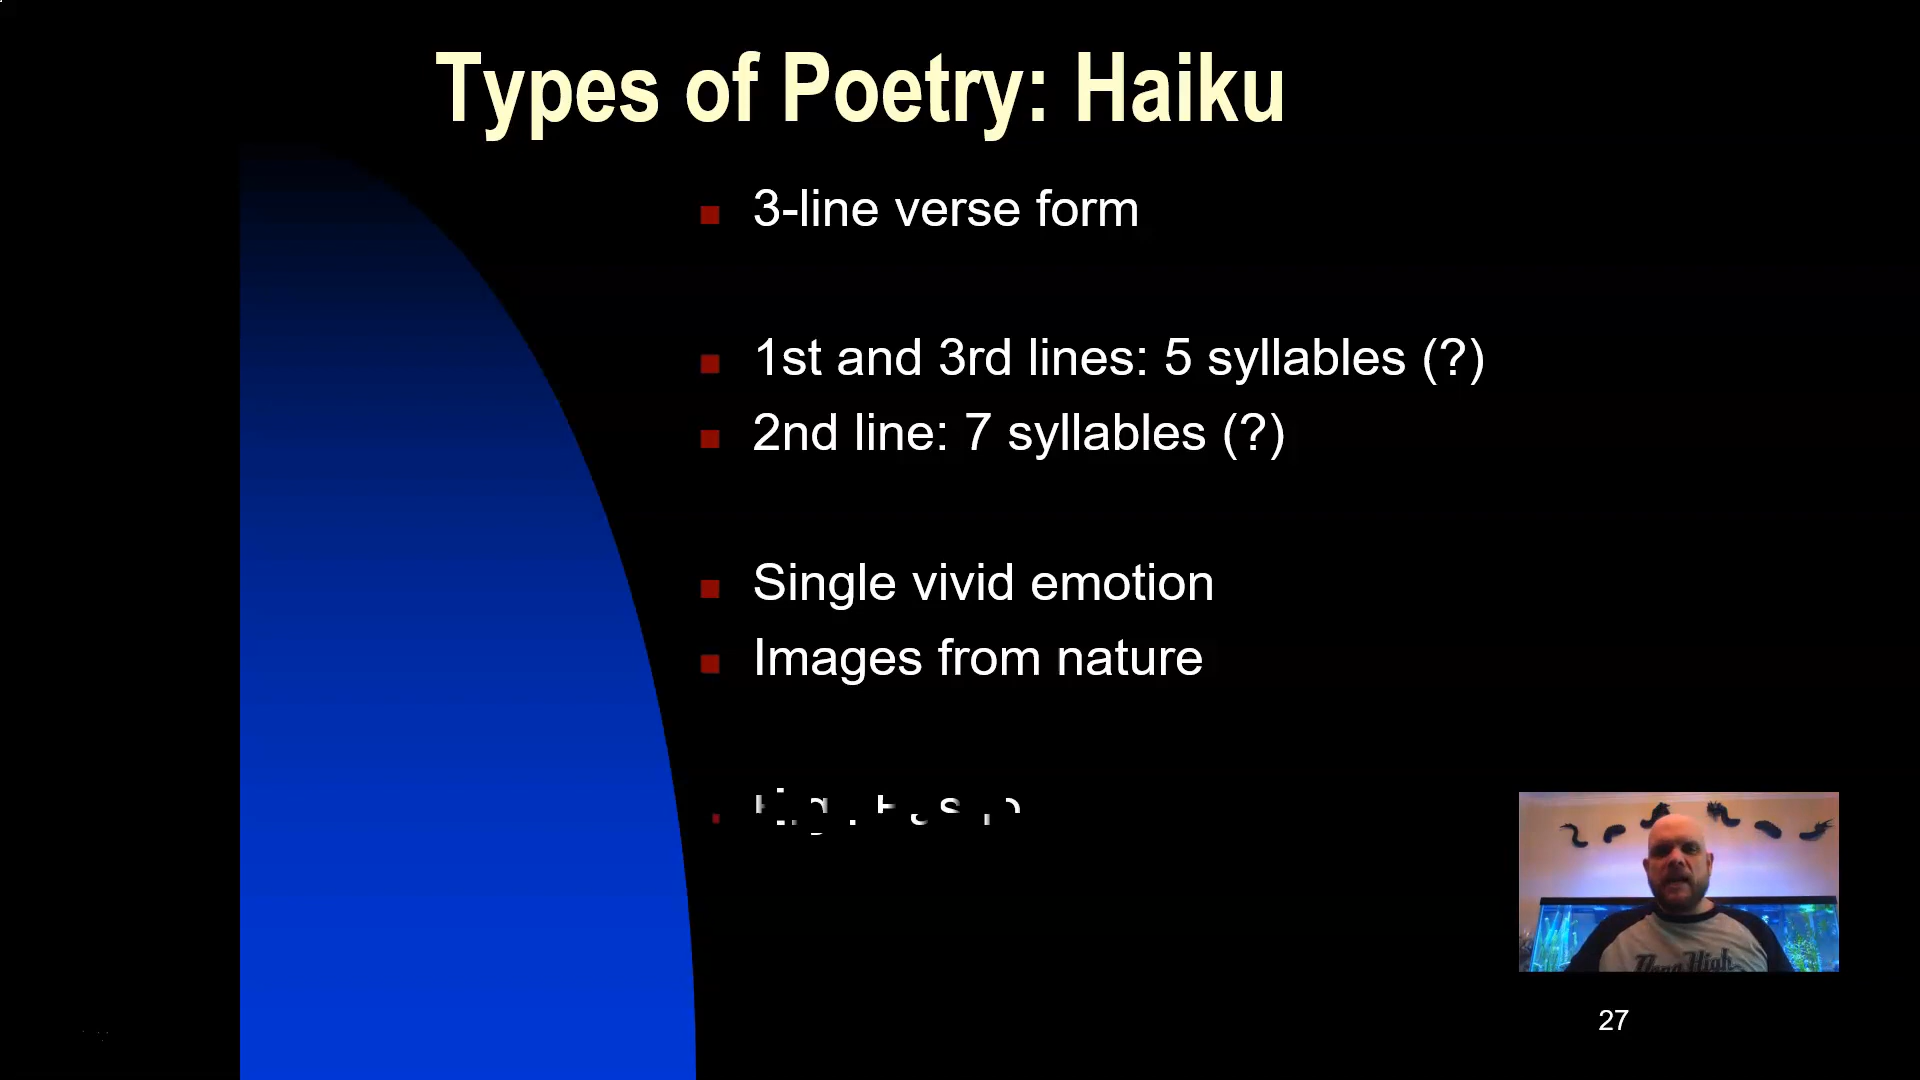 Types of Poetry: Haiku
3-line verse form
1st and 3rd lines: 5 syllables (?)
2nd line: 7 syllables (?)
Single vivid emotion
Images from nature
High
27